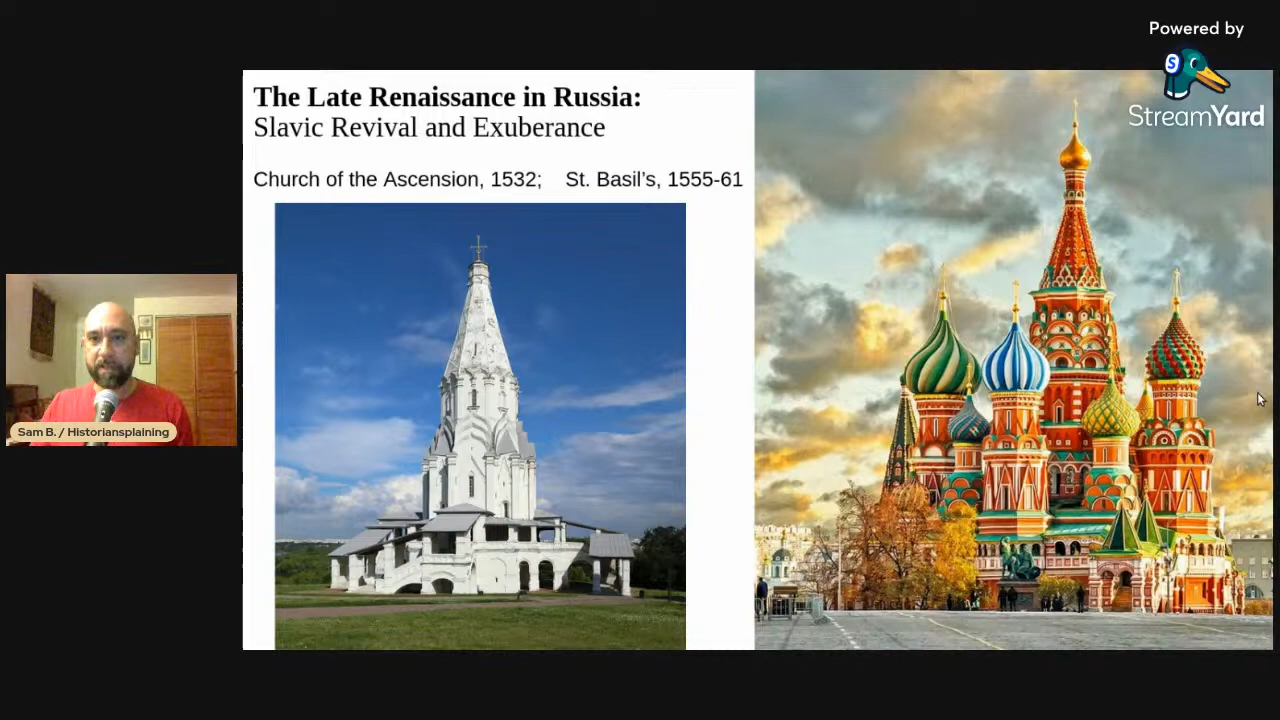 Powered by
S
StreamYard
The Late Renaissance in Russia:
Slavic Revival and Exuberance
Church of the Ascension, 1532; St. Basil's, 1555-61
Sam B. / Historiansplaining